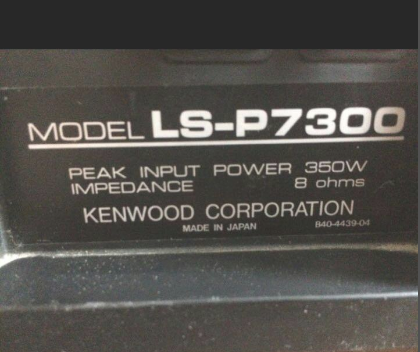 MODEL LS-P7300
PEAK INPUT POWER 350W
IMPEDANCE 8 ohms
KENWOOD CORPORATION
MADE IN JAPAN B40-4439-04